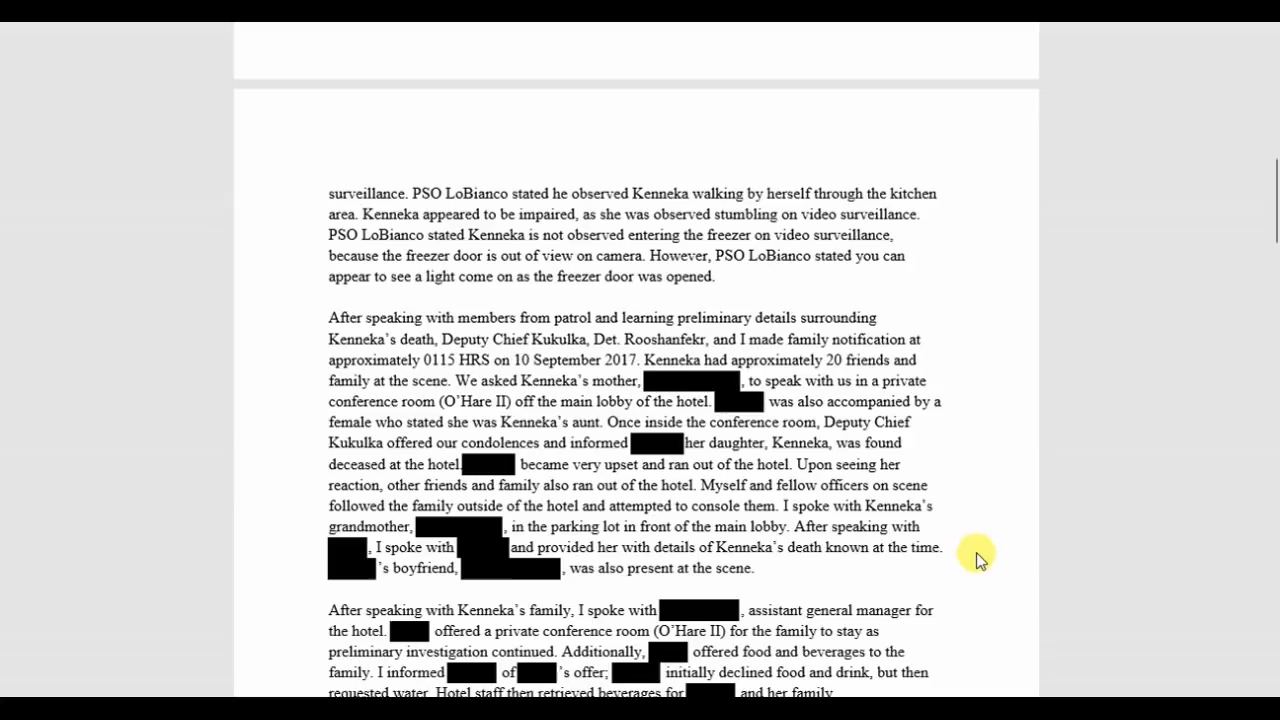 surveillance. PSO LoBianco stated he observed Kenneka walking by herself through the kitchen
area. Kenneka appeared to be impaired, as she was observed stumbling on video surveillance.
PSO LoBianco stated Kenneka is not observed entering the freezer on video surveillance,
because the freezer door is out of view on camera. However, PSO LoBianco stated you can
appear to see a light come on as the freezer door was opened.
After speaking with members from patrol and learning preliminary details surrounding
Kenneka’s death, Deputy Chief Kukulka, Det. Rooshanfekr, and I made family notification at
approximately 0115 HRS on 10 September 2017. Kenneka had approximately 20 friends and
family at the scene. We asked Kenneka’s mother, , to speak with us in a private
conference room (O’Hare II) off the main lobby of the hotel. was also accompanied by a
female who stated she was Kenneka’s aunt. Once inside the conference room, Deputy Chief
Kukulka offered our condolences and informed her daughter, Kenneka, was found
deceased at the hotel. became very upset and ran out of the hotel. Upon seeing her
reaction, other friends and family also ran out of the hotel. Myself and fellow officers on scene
followed the family outside of the hotel and attempted to console them. I spoke with Kenneka’s
grandmother, , in the parking lot in front of the main lobby. After speaking with
, I spoke with and provided her with details of Kenneka’s death known at the time.
’s boyfriend, , was also present at the scene.
After speaking with Kenneka’s family, I spoke with , assistant general manager for
the hotel. offered a private conference room (O’Hare II) for the family to stay as
preliminary investigation continued. Additionally, offered food and beverages to the
family. I informed of ’s offer; initially declined food and drink, but then
requested water. Hotel staff then retrieved beverages for and her family.